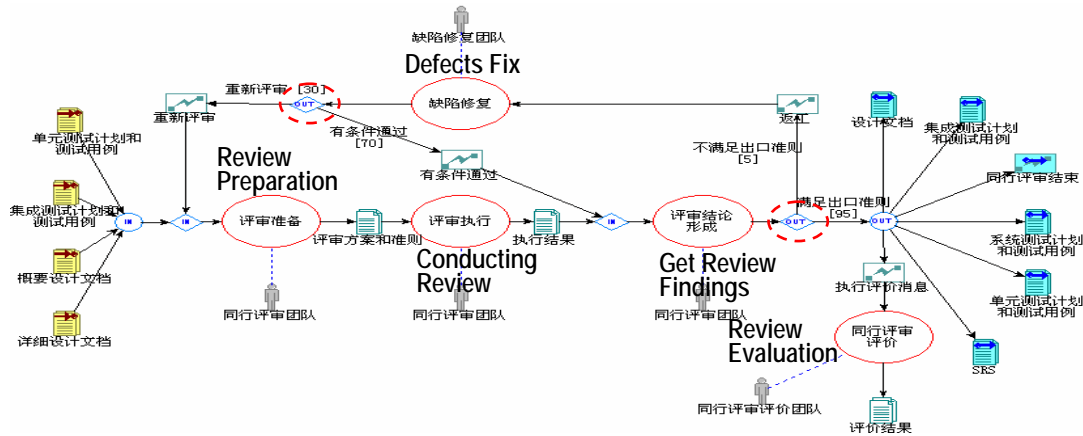 缺陷修复团队
Defects Fix
缺陷修复
重新评审 [30]
OUT
重新评审
有条件通过
[70]
有条件通过
返工
不满足出口准则
[5]
设计文档
集成测试计划
和测试用例
同行评审结束
单元测试计划和
测试用例
集成测试计划和
测试用例
概要设计文档
详细设计文档
IN
IN
Review
Preparation
评审准备
同行评审团队
评审方案和准则
评审执行
Conducting
Review
同行评审团队
执行结果
IN
评审结论
形成
Get Review
Findings
同行评审团队
OUT
满足出口准则
[95]
OUT
系统测试计划
和测试用例
单元测试计划
和测试用例
SRS
执行评价消息
Review
Evaluation
同行评审
评价
同行评审评价团队
评价结果